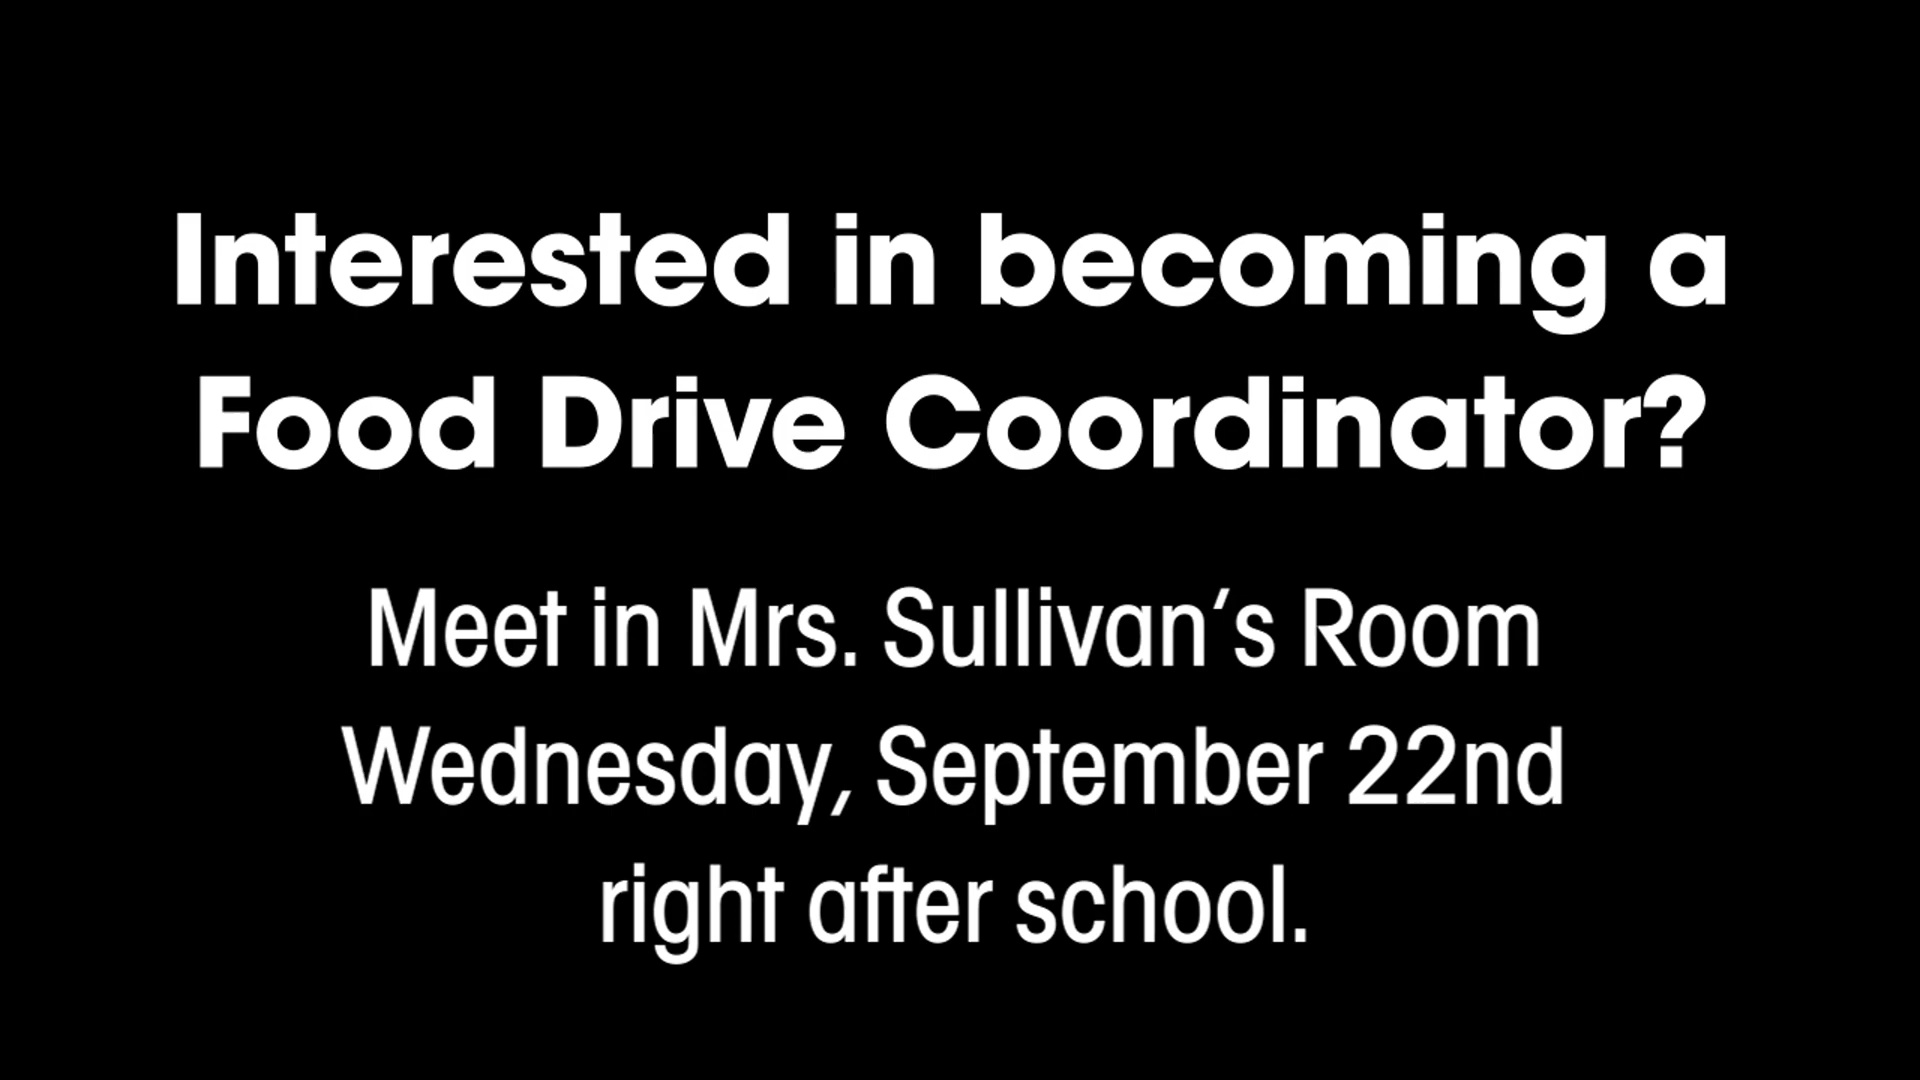 Interested in becoming a
Food Drive Coordinator?
Meet in Mrs. Sullivan‘s Room
Wednesday, September 22nd
right after school.